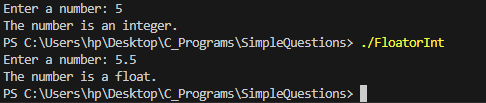 Enter a number: 5
The number is an integer.
PS C:\Users\hp\Desktop\C_Programs\SimpleQuestions> ./FloatorInt
Enter a number: 5.5
The number is a float.
PS C:\Users\hp\Desktop\C_Programs\SimpleQuestions>